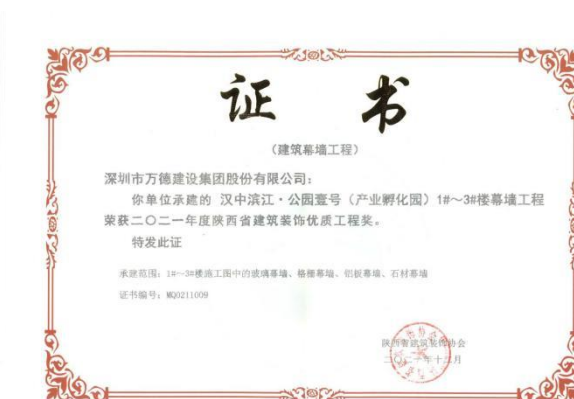 证 书
（建筑幕墙工程）
深圳市万德建设集团股份有限公司：
你单位承建的 汉中滨江·公园壹号（产业孵化园）1#～3#楼幕墙工程
荣获二〇二一年度陕西省建筑装饰优质工程奖。
特发此证
承建范围：1#～3#楼施工图中的玻璃幕墙、格栅幕墙、铝板幕墙、石材幕墙
证书编号：MQ0211009
陕西省建筑装饰协会